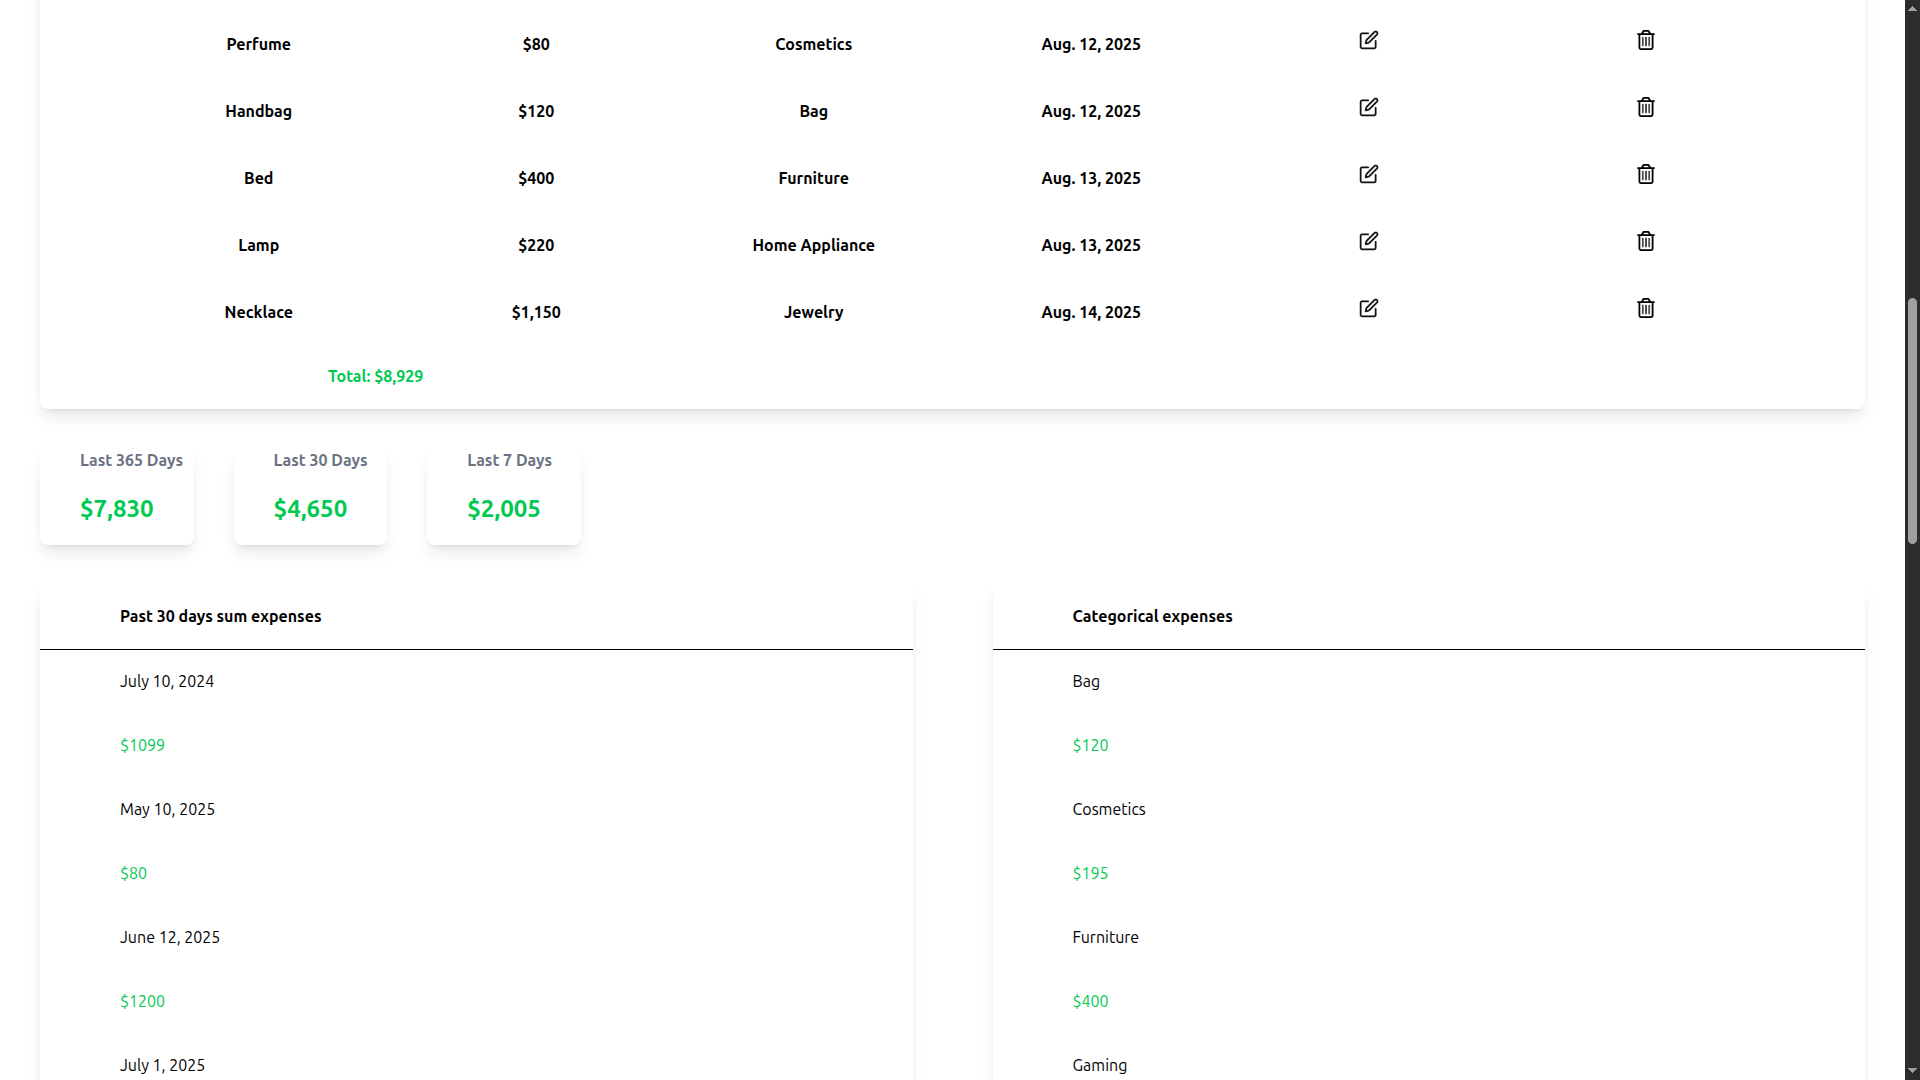 Perfume $80 Cosmetics Aug. 12, 2025
Handbag $120 Bag Aug. 12, 2025
Bed $400 Furniture Aug. 13, 2025
Lamp $220 Home Appliance Aug. 13, 2025
Necklace $1,150 Jewelry Aug. 14, 2025
Total: $8,929
Last 365 Days
$7,830
Last 30 Days
$4,650
Last 7 Days
$2,005
Past 30 days sum expenses
July 10, 2024
$1099
May 10, 2025
$80
June 12, 2025
$1200
July 1, 2025
Categorical expenses
Bag
$120
Cosmetics
$195
Furniture
$400
Gaming